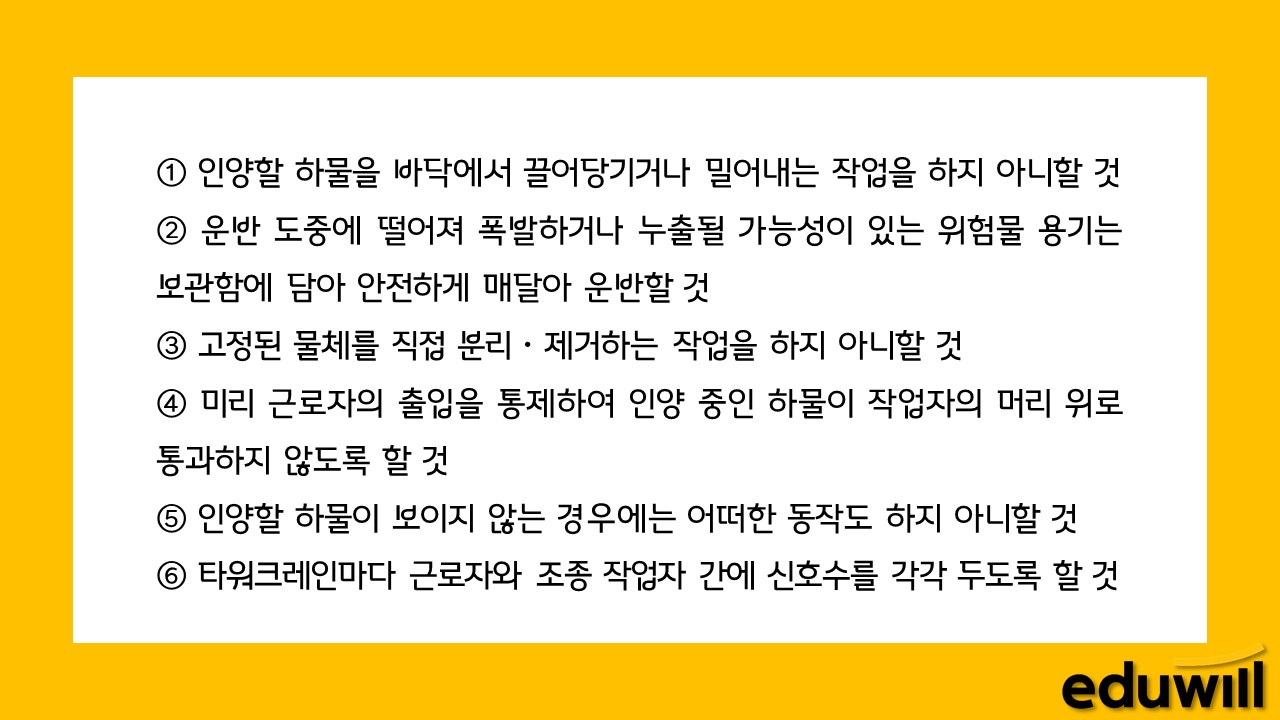 ① 인양할 하물을 바닥에서 끌어당기거나 밀어내는 작업을 하지 아니할 것
② 운반 도중에 떨어져 폭발하거나 누출될 가능성이 있는 위험물 용기는
보관함에 담아 안전하게 매달아 운반할 것
③ 고정된 물체를 직접 분리 · 제거하는 작업을 하지 아니할 것
④ 미리 근로자의 출입을 통제하여 인양 중인 하물이 작업자의 머리 위로
통과하지 않도록 할 것
⑤ 인양할 하물이 보이지 않는 경우에는 어떠한 동작도 하지 아니할 것
⑥ 타워크레인마다 근로자와 조종 작업자 간에 신호수를 각각 두도록 할 것
eduwill